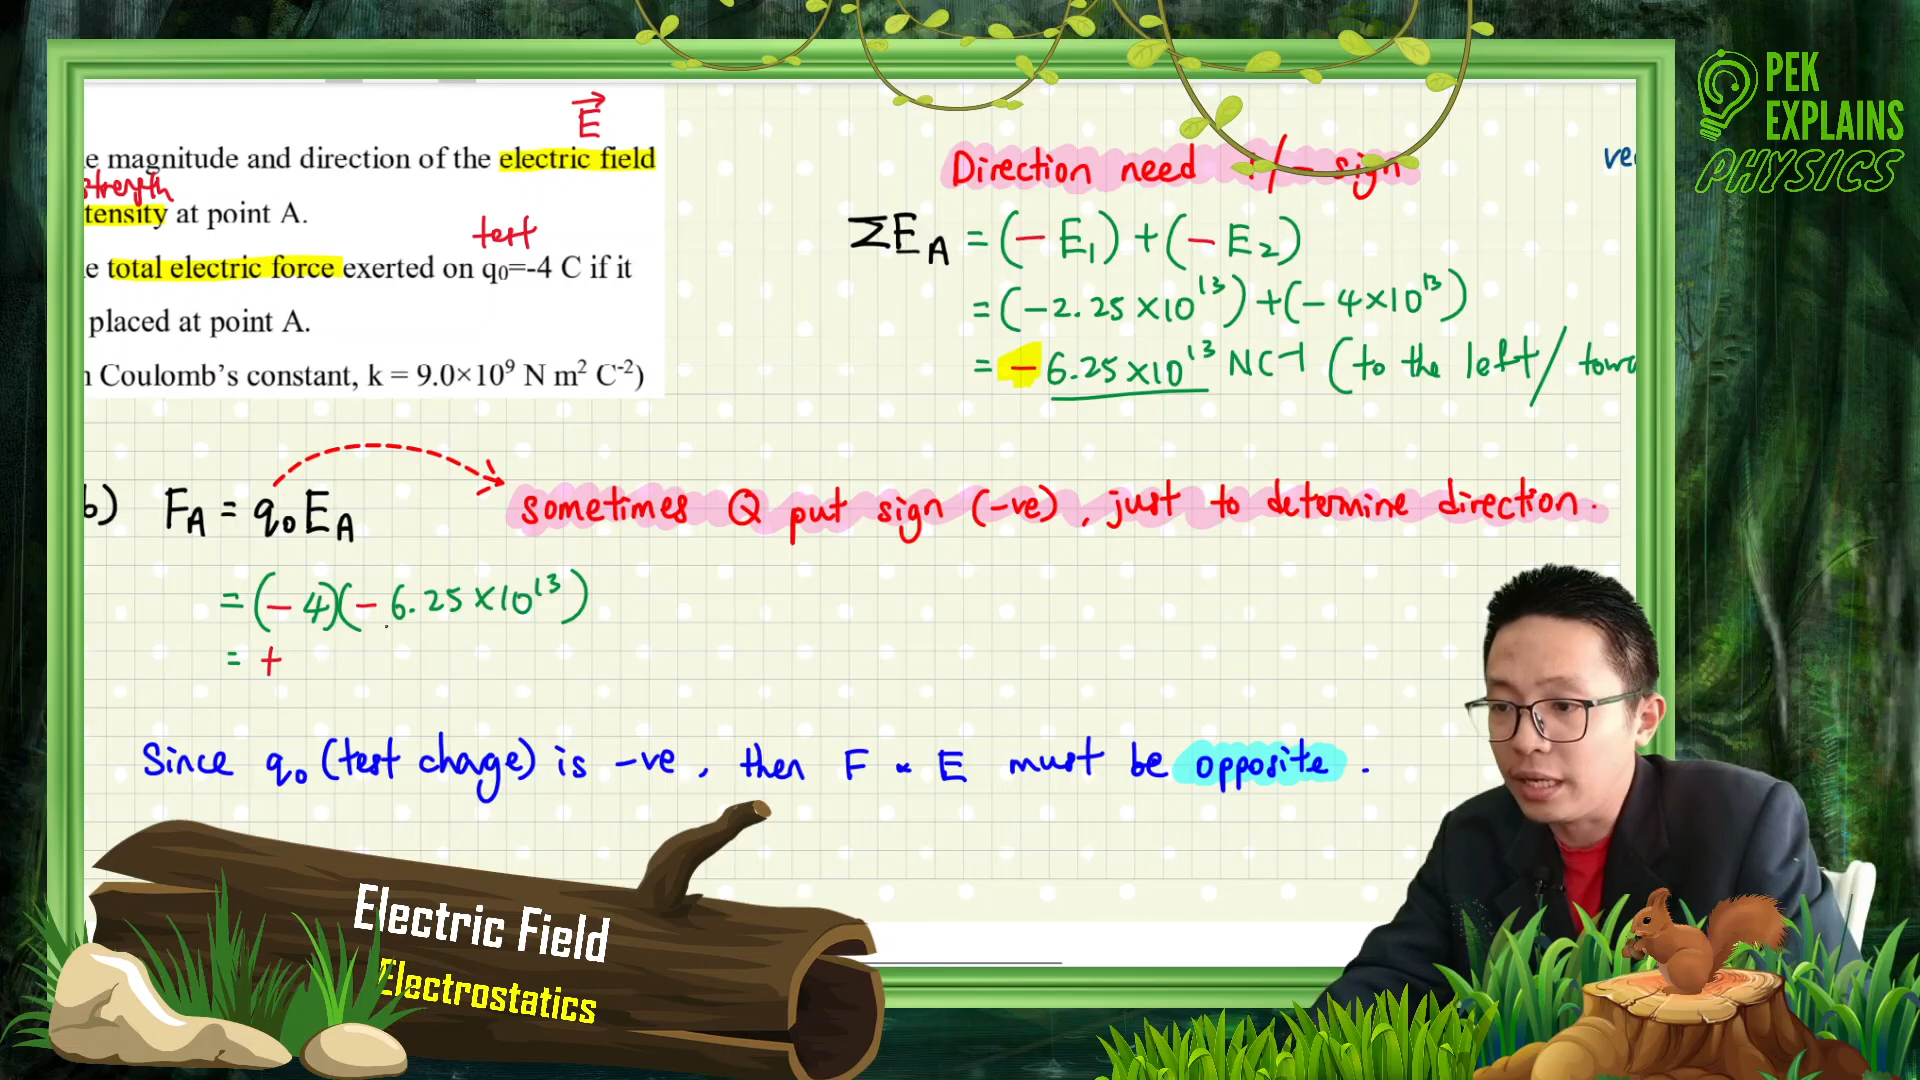 E
e magnitude and direction of the electric field
strength
tensity at point A.
test
e total electric force exerted on q₀=-4 C if it
placed at point A.
n Coulomb's constant, k = 9.0×10⁹ N m² C⁻²)
Direction need +/- sign
ΣE_A = (- E₁) + (- E₂)
= (-2.25 ×10¹³) + (- 4×10¹³)
= - 6.25 ×10¹³ NC⁻¹ (to the left / towa
ve
b) F_A = q₀E_A
sometimes Q put sign (-ve), just to determine direction.
= (- 4)(- 6.25 ×10¹³)
= +
Since q₀ (test charge) is -ve, then F & E must be opposite.
Electric Field
Electrostatics
PEK
EXPLAINS
PHYSICS